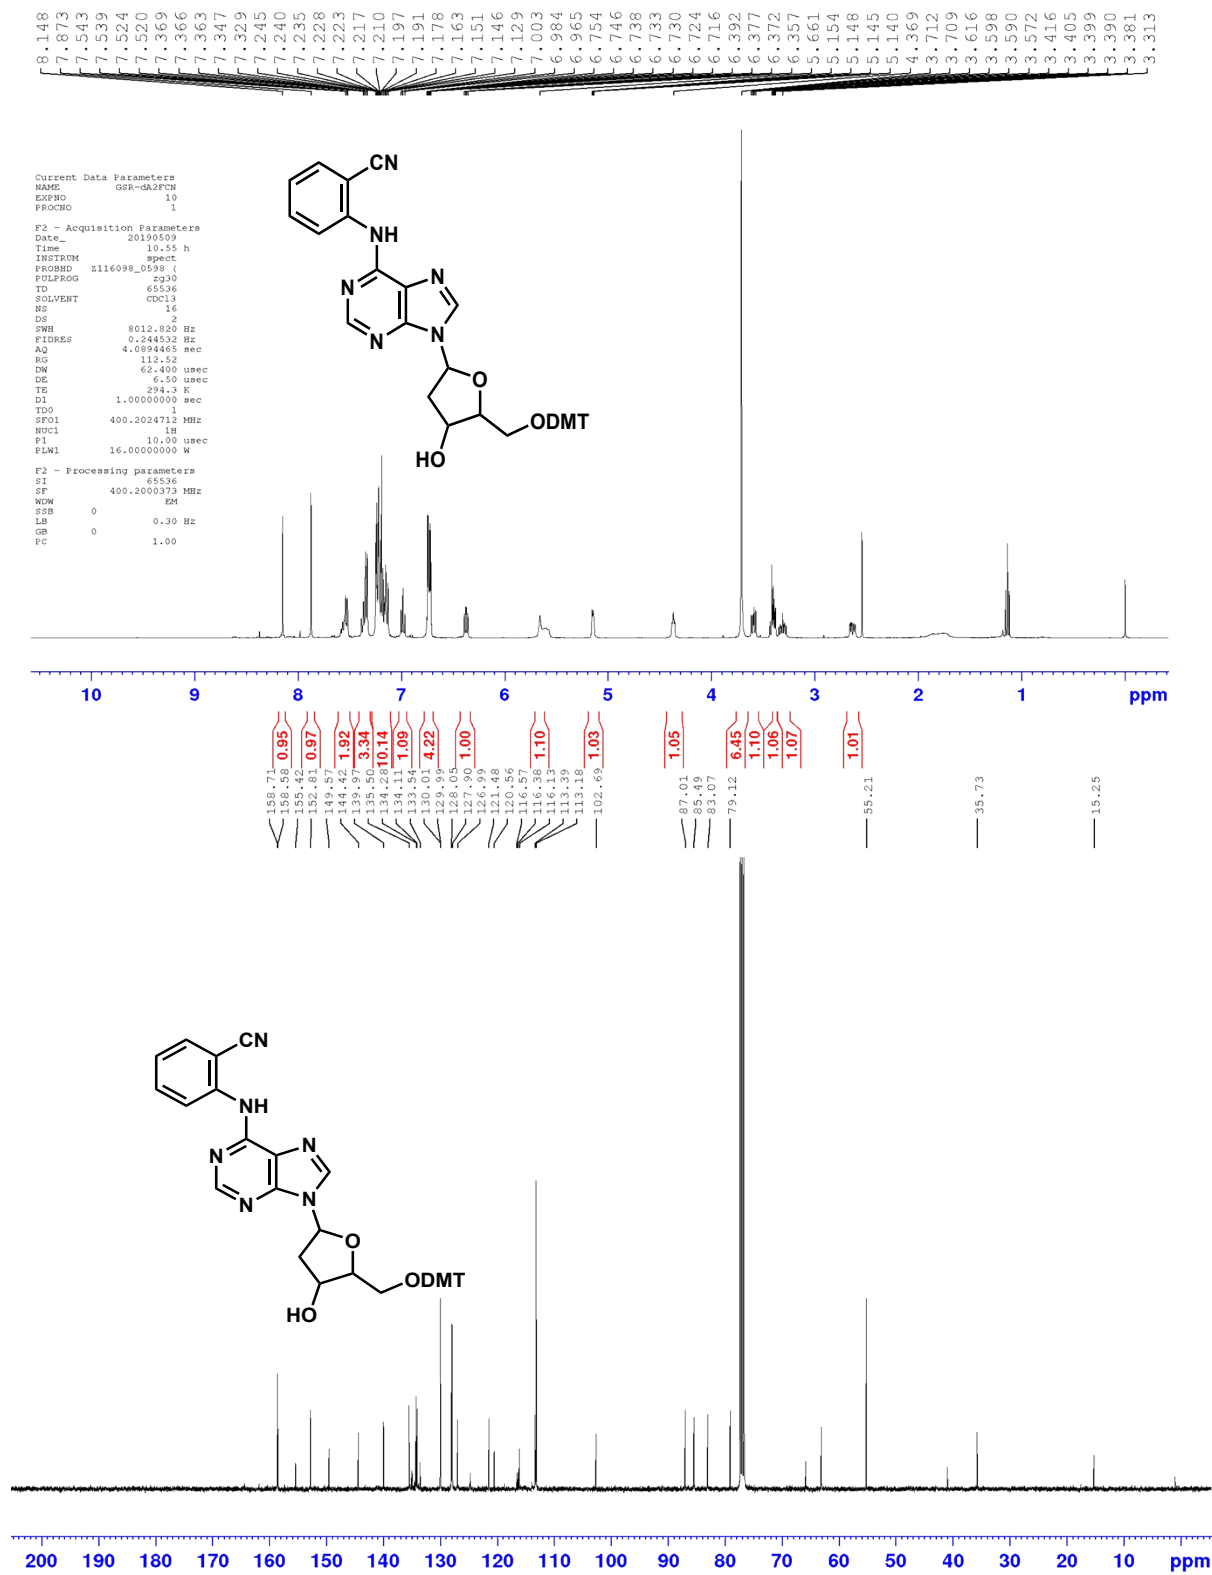 8.148 7.873 7.543 7.539 7.524 7.520 7.369 7.366 7.363 7.347 7.329 7.245 7.240 7.235 7.228 7.223 7.217 7.210 7.197 7.191 7.178 7.163 7.151 7.146 7.129 7.003 6.984 6.965 6.754 6.746 6.738 6.733 6.730 6.724 6.716 6.392 6.377 6.372 6.357 5.661 5.154 5.148 5.145 5.140 4.369 3.712 3.709 3.616 3.598 3.590 3.572 3.416 3.405 3.399 3.390 3.381 3.313
Current Data Parameters
NAME GSR-dA2FCN
EXPNO 10
PROCNO 1
F2 - Acquisition Parameters
Date_ 20190509
Time 10.55 h
INSTRUM spect
PROBHD Z116098_0598 (
PULPROG zg30
TD 65536
SOLVENT CDCl3
NS 16
DS 2
SWH 8012.820 Hz
FIDRES 0.244532 Hz
AQ 4.0894465 sec
RG 112.52
DW 62.400 usec
DE 6.50 usec
TE 294.3 K
D1 1.00000000 sec
TD0 1
SFO1 400.2024712 MHz
NUC1 1H
P1 10.00 usec
PLW1 16.00000000 W
F2 - Processing parameters
SI 65536
SF 400.2000373 MHz
WDW EM
SSB 0
LB 0.30 Hz
GB 0
PC 1.00
CN
NH
N N
N N
O
ODMT
HO
10 9 8 7 6 5 4 3 2 1 ppm
0.95 0.97 1.92 3.34 10.14 1.09 4.22 1.00 1.10 1.03 1.05 6.45 1.10 1.06 1.07 1.01
158.71 158.58 155.42 152.81 149.57 144.42 139.97 135.50 134.28 134.11 133.54 130.01 129.99 128.05 127.90 126.99 121.48 120.56 116.57 116.38 116.13 113.39 113.18 102.69 87.01 85.49 83.07 79.12 55.21 35.73 15.25
CN
NH
N N
N N
O
ODMT
HO
200 190 180 170 160 150 140 130 120 110 100 90 80 70 60 50 40 30 20 10 ppm